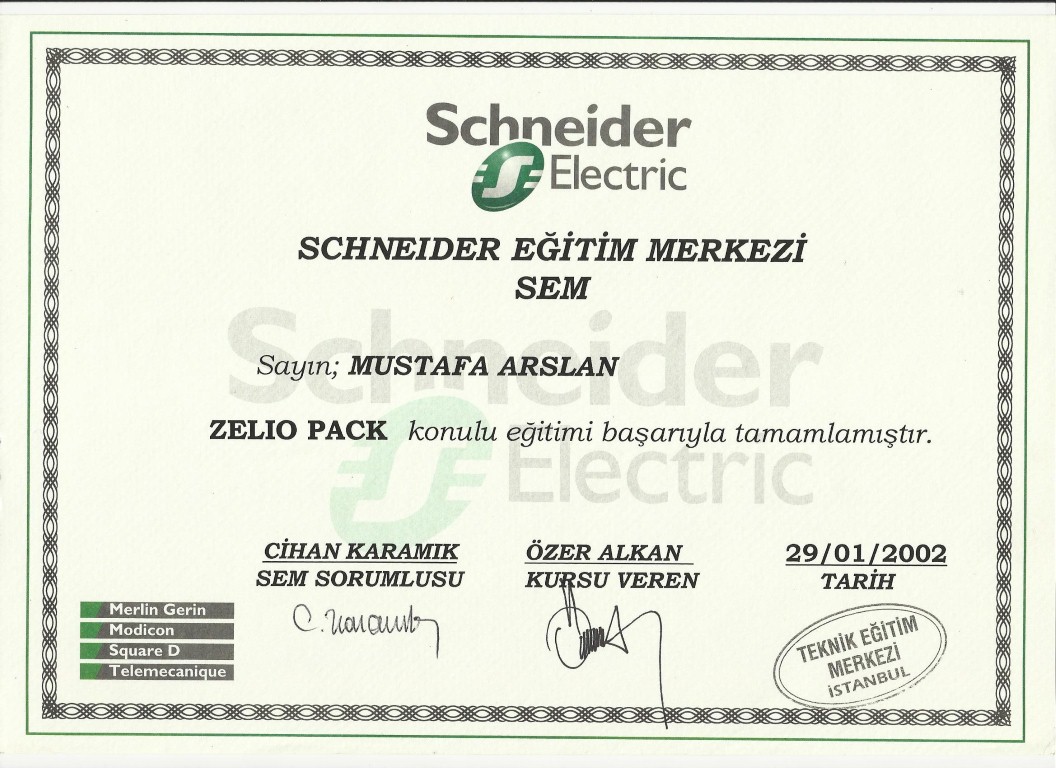 Schneider
Electric
SCHNEIDER EĞİTİM MERKEZİ
SEM
Schneider
Sayın; MUSTAFA ARSLAN
ZELIO PACK konulu eğitimi başarıyla tamamlamıştır.
Electric
CİHAN KARAMIK ÖZER ALKAN 29/01/2002
SEM SORUMLUSU KURSU VEREN TARİH
Merlin Gerin
Modicon
Square D
Telemecanique
TEKNİK EĞİTİM
MERKEZİ
İSTANBUL